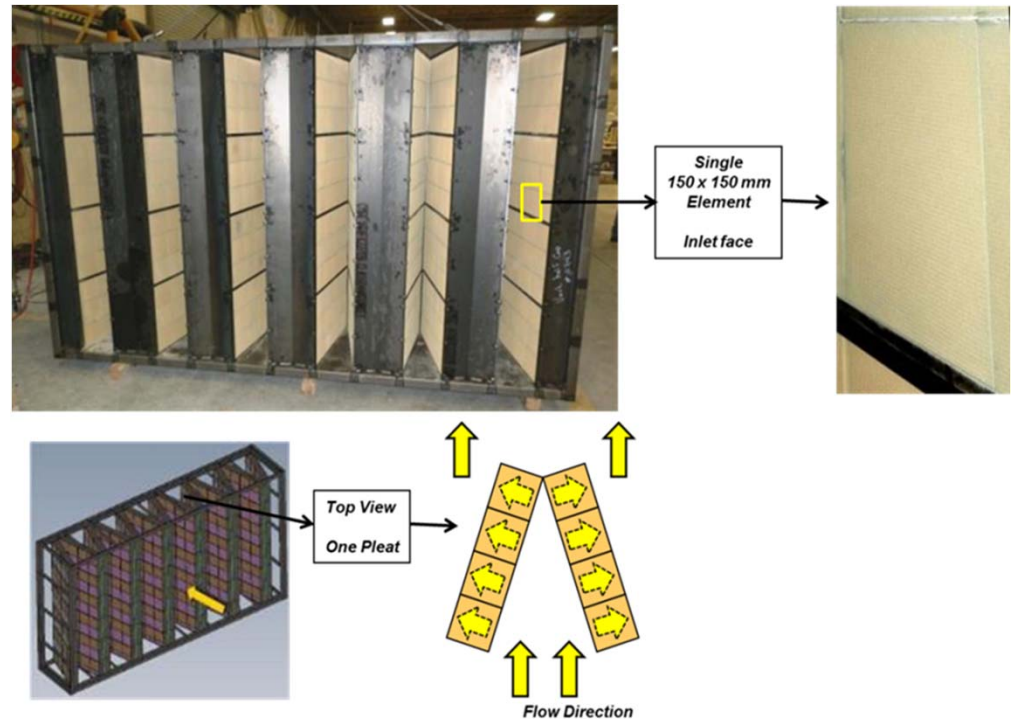 Single
150 x 150 mm
Element
Inlet face
Top View
One Pleat
Flow Direction